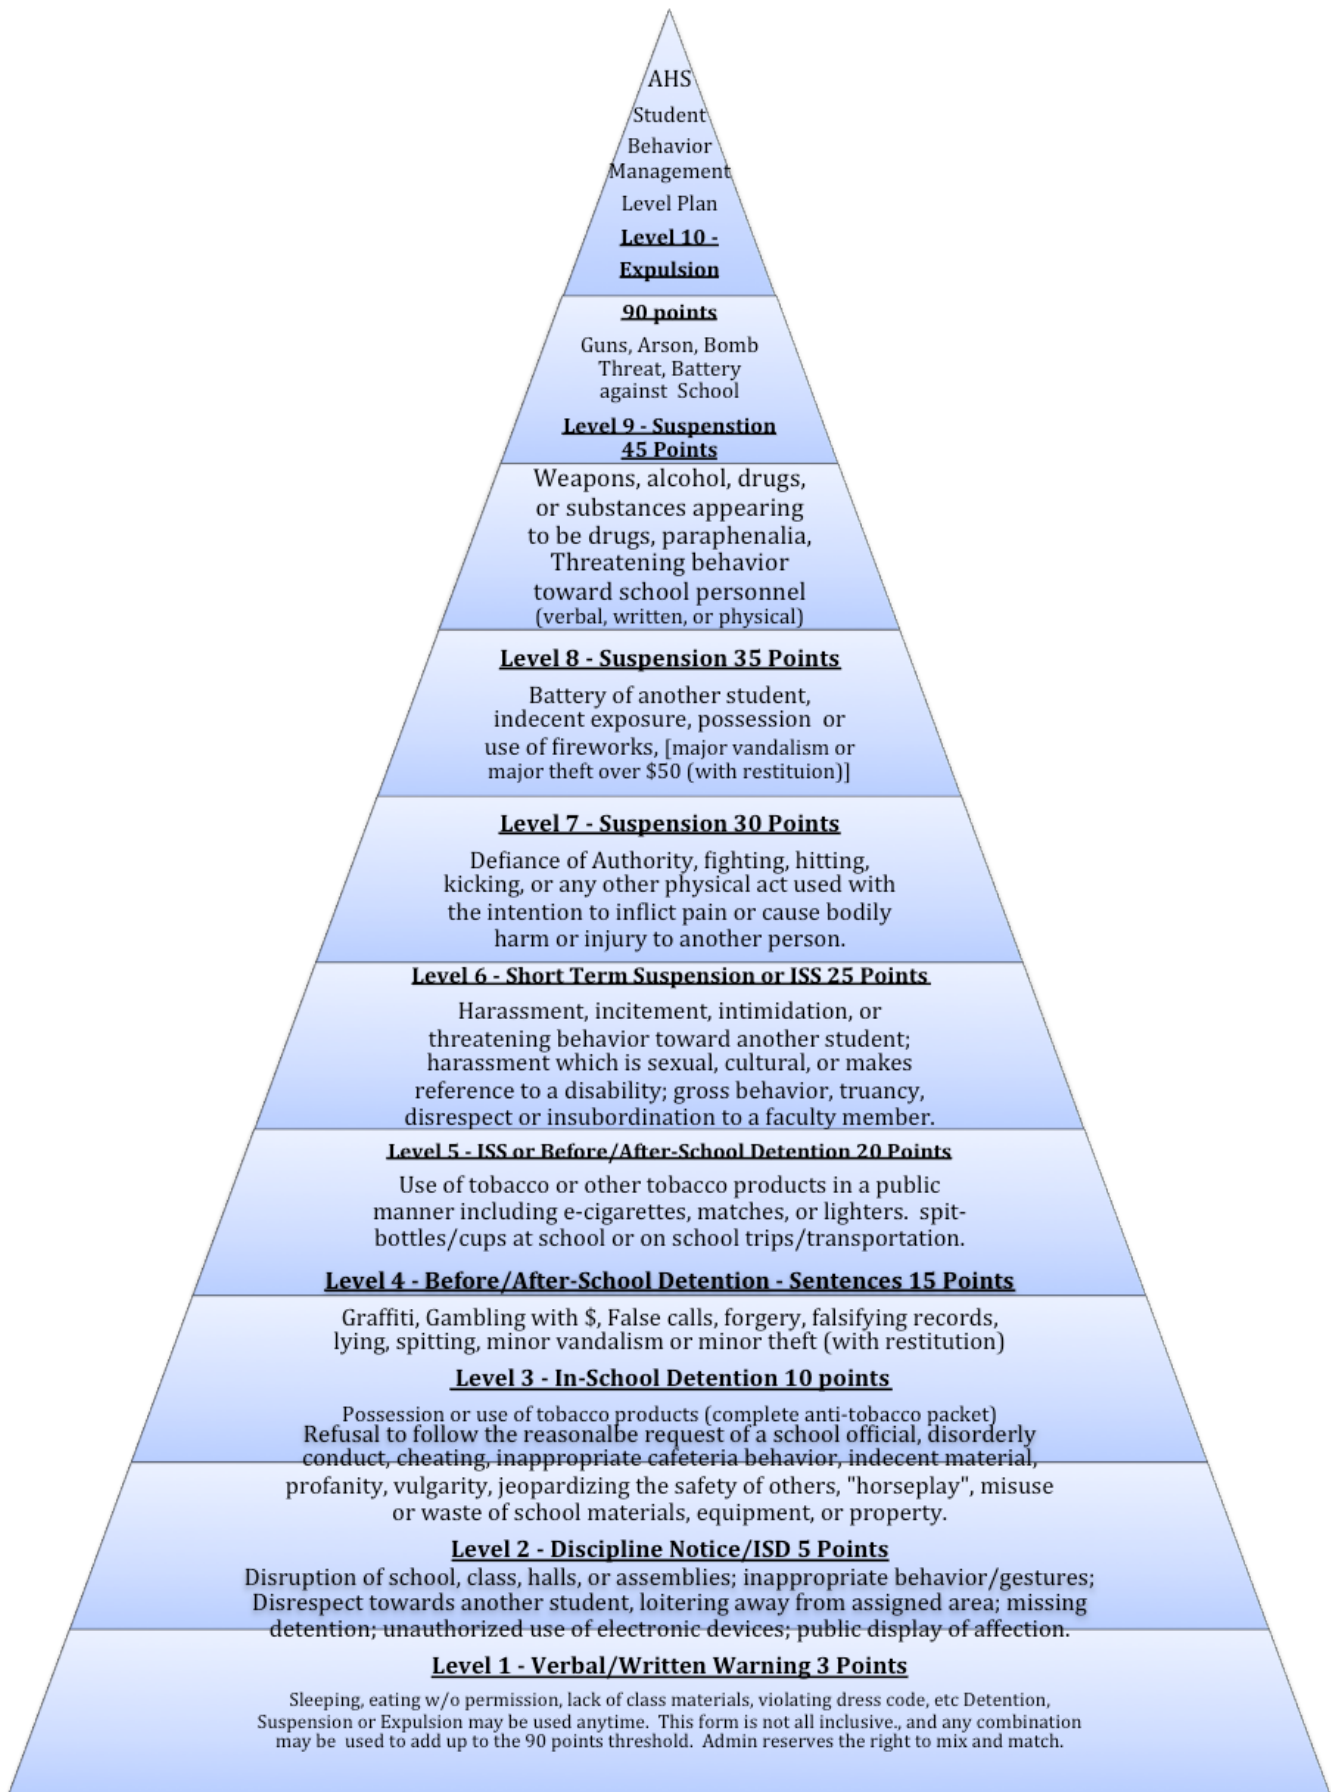 AHS
Student
Behavior
Management
Level Plan
Level 10 -
Expulsion
90 points
Guns, Arson, Bomb
Threat, Battery
against  School
Level 9 - Suspenstion
45 Points
Weapons, alcohol, drugs,
or substances appearing
to be drugs, paraphenalia,
Threatening behavior
toward school personnel
(verbal, written, or physical)
Level 8 - Suspension 35 Points
Battery of another student,
indecent exposure, possession  or
use of fireworks, [major vandalism or
major theft over $50 (with restituion)]
Level 7 - Suspension 30 Points
Defiance of Authority, fighting, hitting,
kicking, or any other physical act used with
the intention to inflict pain or cause bodily
harm or injury to another person.
Level 6 - Short Term Suspension or ISS 25 Points
Harassment, incitement, intimidation, or
threatening behavior toward another student;
harassment which is sexual, cultural, or makes
reference to a disability; gross behavior, truancy,
disrespect or insubordination to a faculty member.
Level 5 - ISS or Before/After-School Detention 20 Points
Use of tobacco or other tobacco products in a public
manner including e-cigarettes, matches, or lighters.  spit-
bottles/cups at school or on school trips/transportation.
Level 4 - Before/After-School Detention - Sentences 15 Points
Graffiti, Gambling with $, False calls, forgery, falsifying records,
lying, spitting, minor vandalism or minor theft (with restitution)
Level 3 - In-School Detention 10 points
Possession or use of tobacco products (complete anti-tobacco packet)
Refusal to follow the reasonalbe request of a school official, disorderly
conduct, cheating, inappropriate cafeteria behavior, indecent material,
profanity, vulgarity, jeopardizing the safety of others, "horseplay", misuse
or waste of school materials, equipment, or property.
Level 2 - Discipline Notice/ISD 5 Points
Disruption of school, class, halls, or assemblies; inappropriate behavior/gestures;
Disrespect towards another student, loitering away from assigned area; missing
detention; unauthorized use of electronic devices; public display of affection.
Level 1 - Verbal/Written Warning 3 Points
Sleeping, eating w/o permission, lack of class materials, violating dress code, etc Detention,
Suspension or Expulsion may be used anytime.  This form is not all inclusive., and any combination
may be  used to add up to the 90 points threshold.  Admin reserves the right to mix and match.